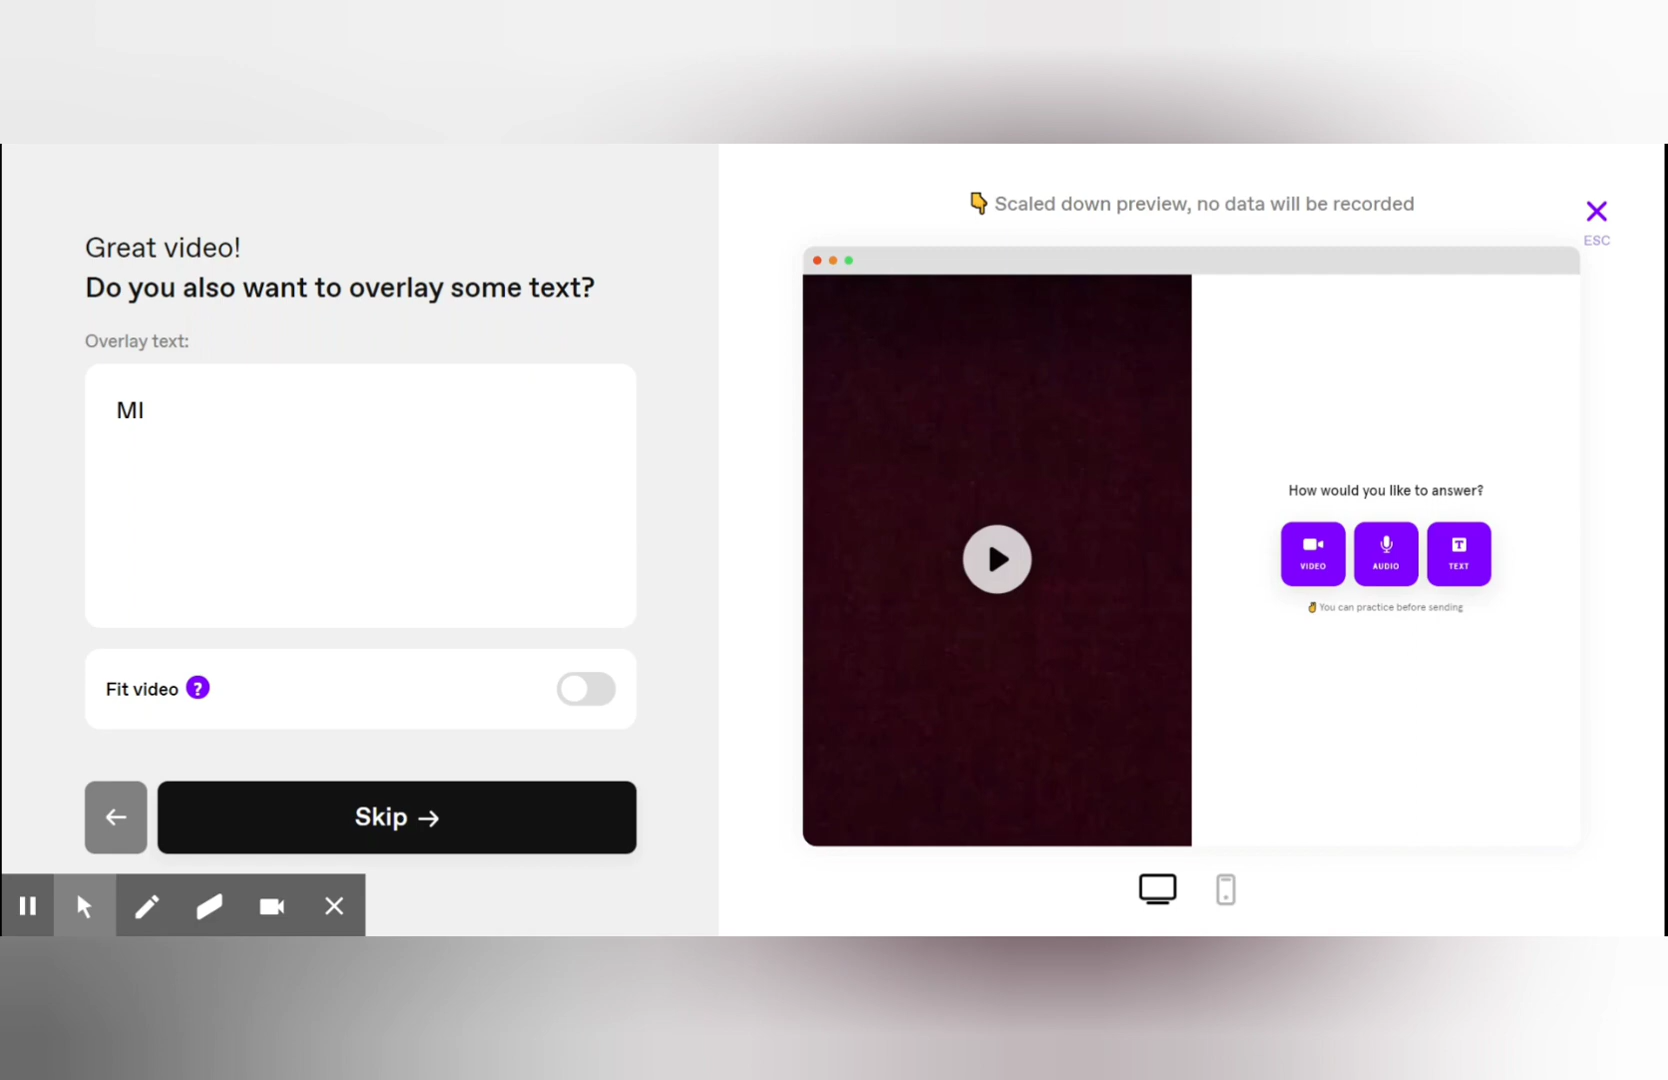 Great video!
Do you also want to overlay some text?
Overlay text:
MI
Fit video ?
Skip →
Scaled down preview, no data will be recorded
ESC
How would you like to answer?
VIDEO AUDIO TEXT
You can practice before sending